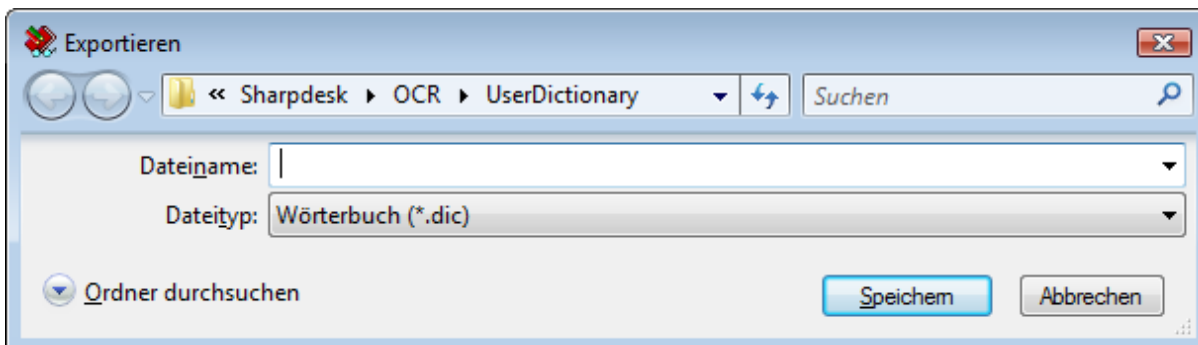 Exportieren
« Sharpdesk ▸ OCR ▸ UserDictionary Suchen
Dateiname:
Dateityp: Wörterbuch (*.dic)
Ordner durchsuchen Speichern Abbrechen